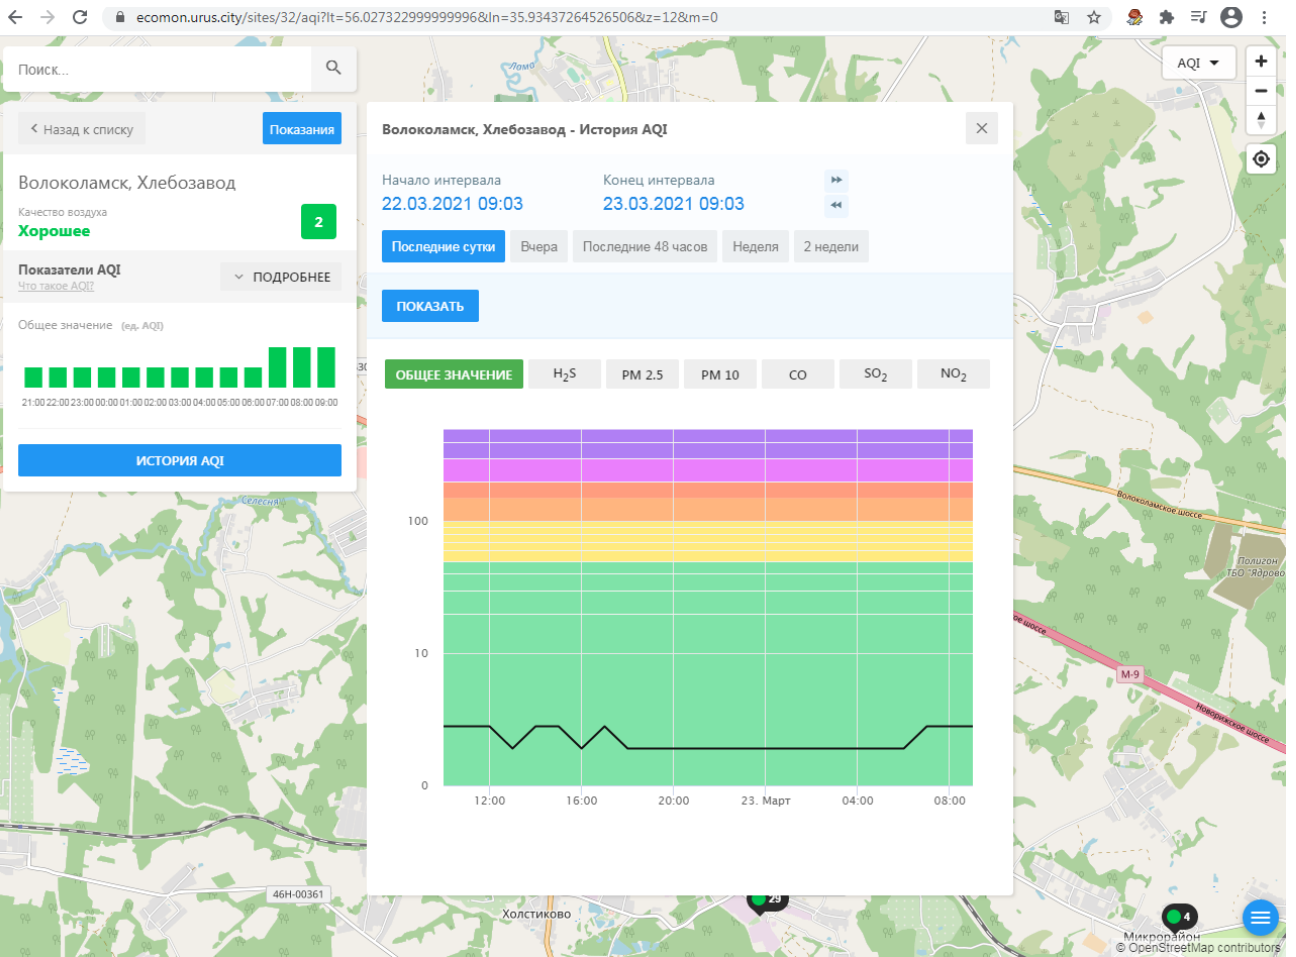 ecomon.urus.city/sites/32/aqi?lt=56.027322999999996&ln=35.93437264526506&z=12&m=0
Поиск...
AQI
Лама
Назад к списку
Показания
Волоколамск, Хлебозавод - История AQI
Волоколамск, Хлебозавод
Качество воздуха
Хорошее
2
Начало интервала
Конец интервала
22.03.2021 09:03
23.03.2021 09:03
Последние сутки
Вчера
Последние 48 часов
Неделя
2 недели
Показатели AQI
Что такое AQI?
ПОДРОБНЕЕ
ПОКАЗАТЬ
Общее значение (ед. AQI)
21:00 22:00 23:00 00:00 01:00 02:00 03:00 04:00 05:00 06:00 07:00 08:00 09:00
ОБЩЕЕ ЗНАЧЕНИЕ
H2S
PM 2.5
PM 10
CO
SO2
NO2
ИСТОРИЯ AQI
Селесня
Волоколамское шоссе
100
10
0
12:00
16:00
20:00
23. Март
04:00
08:00
Полигон
ТБО "Ядрово
ое шоссе
М-9
Новорижское шоссе
46Н-00361
Холстиково
29
4
Микрорайон
© OpenStreetMap contributors